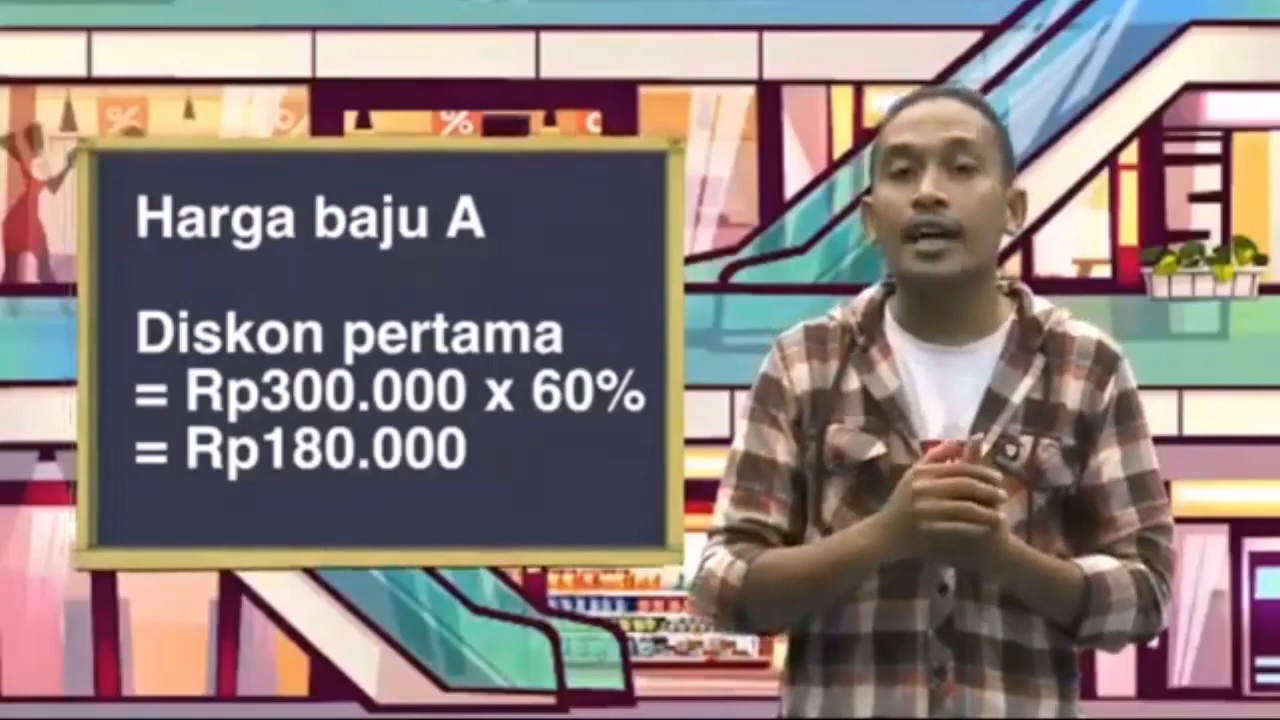 %
%
Harga baju A
Diskon pertama
= Rp300.000 x 60%
= Rp180.000